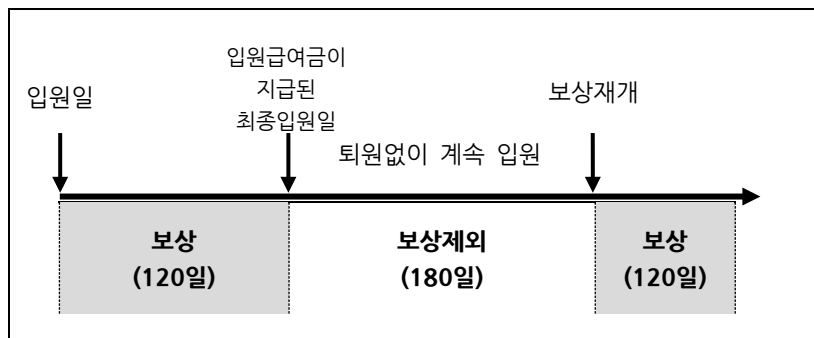 입원일
입원급여금이
지급된
최종입원일
보상재개
퇴원없이 계속 입원
보상
(120일)
보상제외
(180일)
보상
(120일)